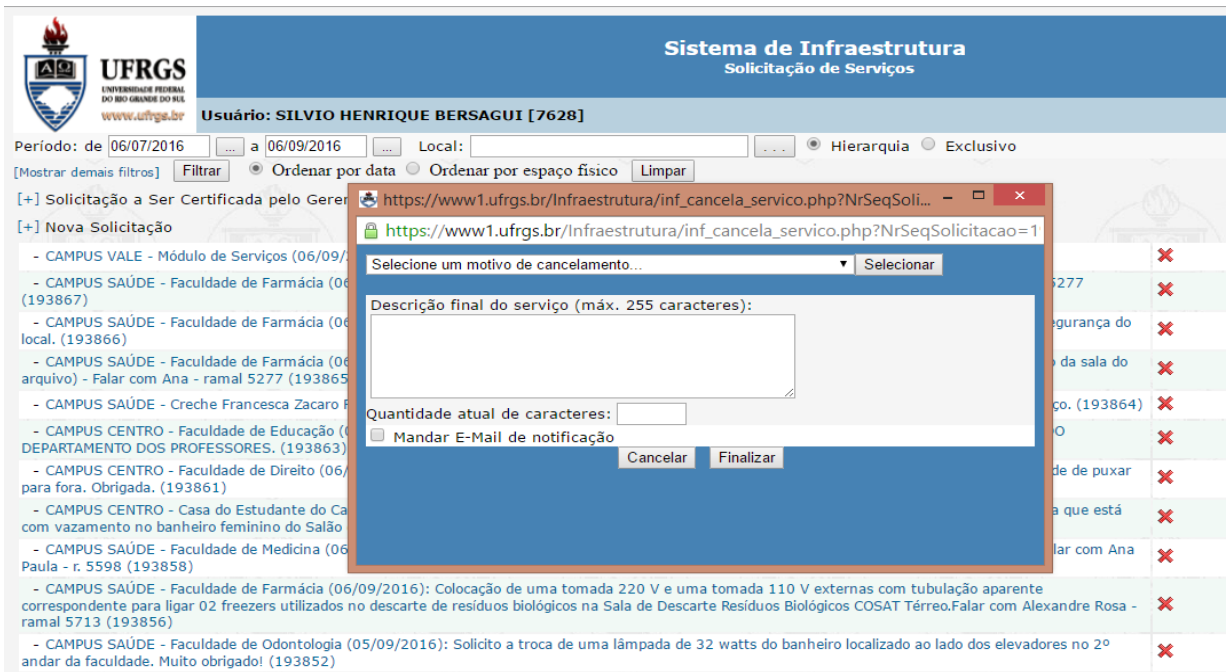 UFRGS
UNIVERSIDADE FEDERAL
DO RIO GRANDE DO SUL
www.ufrgs.br
Sistema de Infraestrutura
Solicitação de Serviços
Usuário: SILVIO HENRIQUE BERSAGUI [7628]
Período: de 06/07/2016 ... a 06/09/2016 ... Local: ... Hierarquia Exclusivo
[Mostrar demais filtros] Filtrar Ordenar por data Ordenar por espaço físico Limpar
[+] Solicitação a Ser Certificada pelo Geren
[+] Nova Solicitação
https://www1.ufrgs.br/Infraestrutura/inf_cancela_servico.php?NrSeqSoli...
https://www1.ufrgs.br/Infraestrutura/inf_cancela_servico.php?NrSeqSolicitacao=1
Selecione um motivo de cancelamento... Selecionar
Descrição final do serviço (máx. 255 caracteres):
Quantidade atual de caracteres:
Mandar E-Mail de notificação
Cancelar Finalizar
- CAMPUS VALE - Módulo de Serviços (06/09/
- CAMPUS SAÚDE - Faculdade de Farmácia (06 5277
(193867)
- CAMPUS SAÚDE - Faculdade de Farmácia (06 egurança do
local. (193866)
- CAMPUS SAÚDE - Faculdade de Farmácia (06 da sala do
arquivo) - Falar com Ana - ramal 5277 (193865
- CAMPUS SAÚDE - Creche Francesca Zacaro F ço. (193864)
- CAMPUS CENTRO - Faculdade de Educação (0 O
DEPARTAMENTO DOS PROFESSORES. (193863)
- CAMPUS CENTRO - Faculdade de Direito (06/ de de puxar
para fora. Obrigada. (193861)
- CAMPUS CENTRO - Casa do Estudante do Ca a que está
com vazamento no banheiro feminino do Salão
- CAMPUS SAÚDE - Faculdade de Medicina (06 lar com Ana
Paula - r. 5598 (193858)
- CAMPUS SAÚDE - Faculdade de Farmácia (06/09/2016): Colocação de uma tomada 220 V e uma tomada 110 V externas com tubulação aparente
correspondente para ligar 02 freezers utilizados no descarte de resíduos biológicos na Sala de Descarte Resíduos Biológicos COSAT Térreo.Falar com Alexandre Rosa -
ramal 5713 (193856)
- CAMPUS SAÚDE - Faculdade de Odontologia (05/09/2016): Solicito a troca de uma lâmpada de 32 watts do banheiro localizado ao lado dos elevadores no 2º
andar da faculdade. Muito obrigado! (193852)